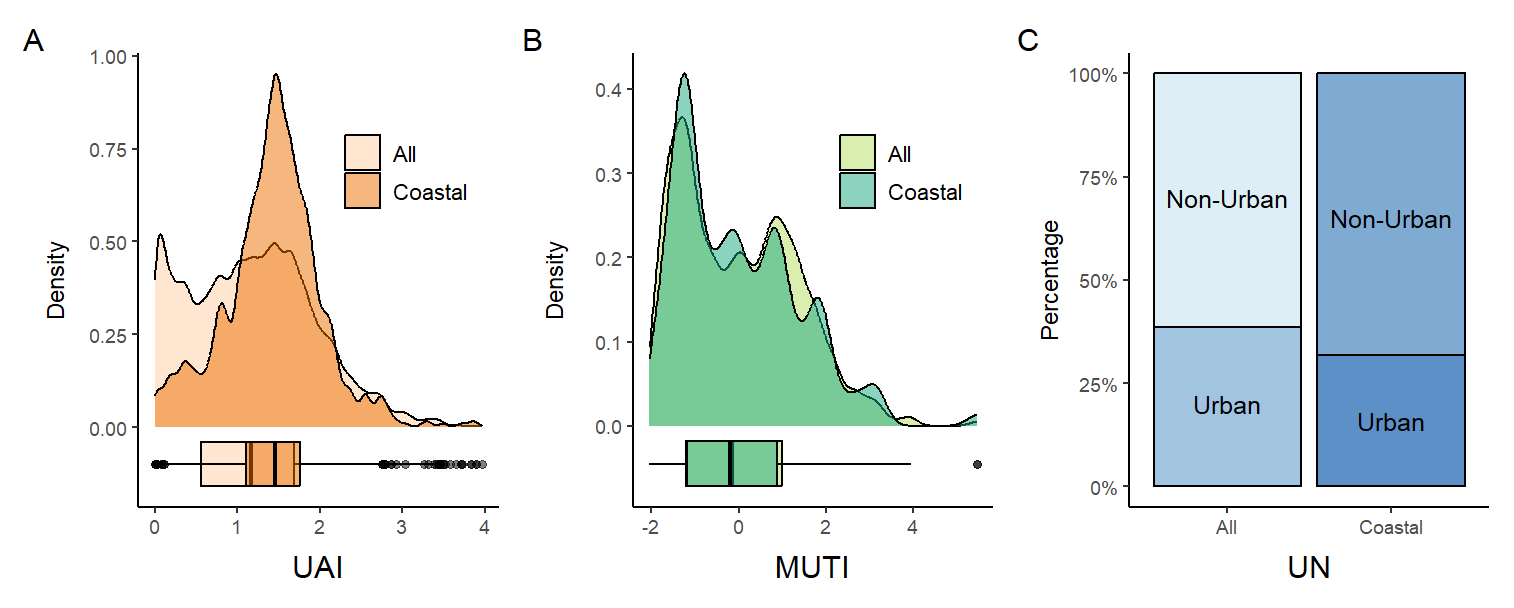 A
Density
1.00
0.75
0.50
0.25
0.00
All
Coastal
0
1
2
3
4
UAI
B
Density
0.4
0.3
0.2
0.1
0.0
All
Coastal
-2
0
2
4
MUTI
C
Percentage
100%
75%
50%
25%
0%
Non-Urban
Non-Urban
Urban
Urban
All
Coastal
UN